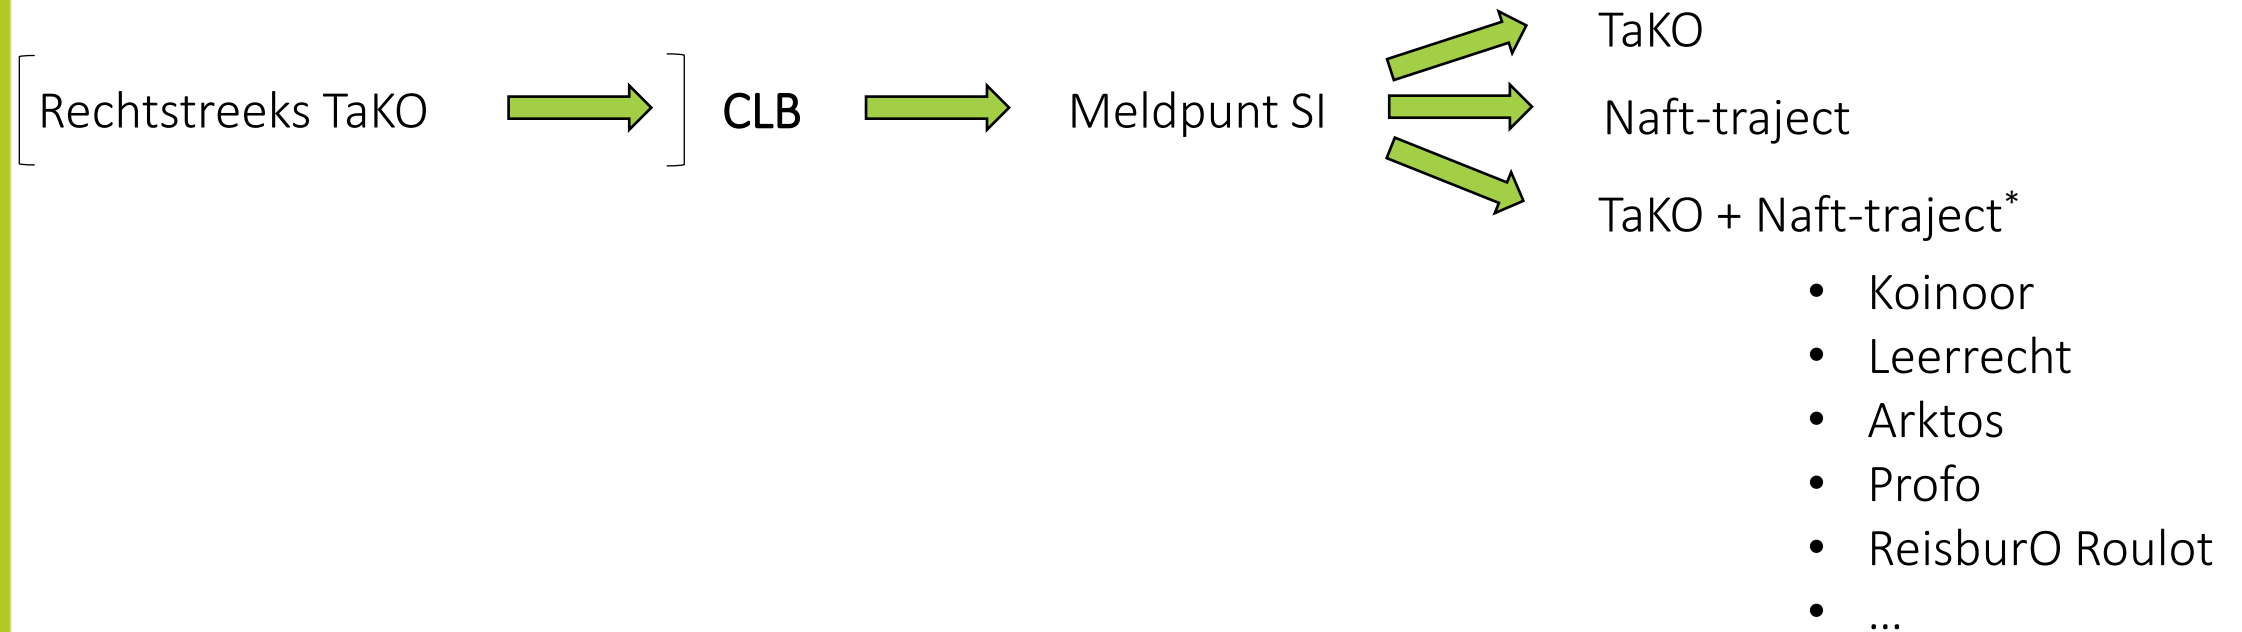 Rechtstreeks TaKO
CLB
Meldpunt SI
TaKO
Naft-traject
TaKO + Naft-traject*
• Koinoor
• Leerrecht
• Arktos
• Profo
• ReisburO Roulot
• ...